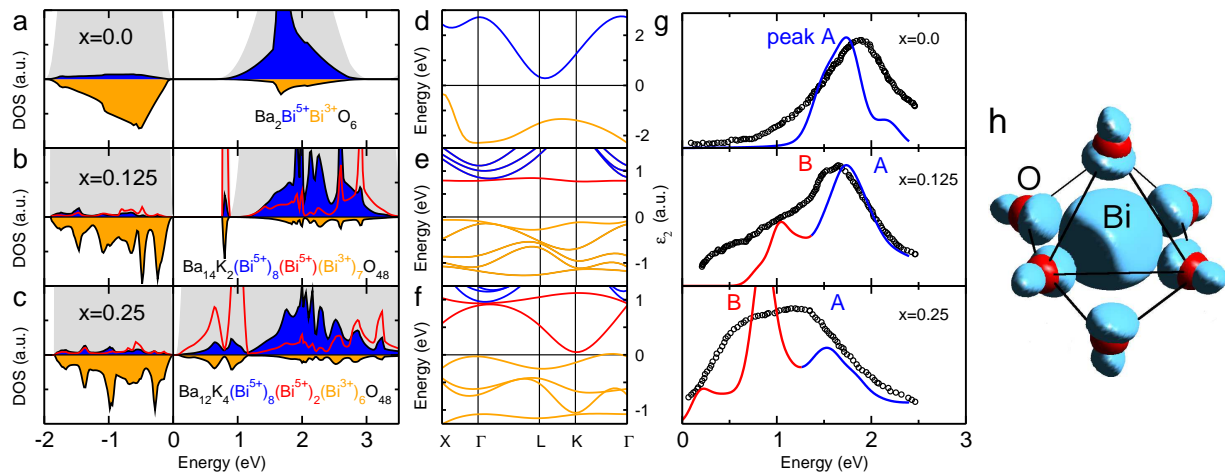 a
x=0.0
DOS (a.u.)
Ba2Bi5+Bi3+O6
b
x=0.125
DOS (a.u.)
Ba14K2(Bi5+)8(Bi5+)(Bi3+)7O48
c
x=0.25
DOS (a.u.)
Ba12K4(Bi5+)8(Bi5+)2(Bi3+)6O48
-2 -1 0 1 2 3
Energy (eV)
d
Energy (eV)
2
0
-2
e
Energy (eV)
1
0
-1
f
Energy (eV)
1
0
-1
X Γ L K Γ
g
peak A
x=0.0
B
A
x=0.125
ε2 (a.u.)
B
A
x=0.25
0 1 2 3
Energy (eV)
h
O
Bi